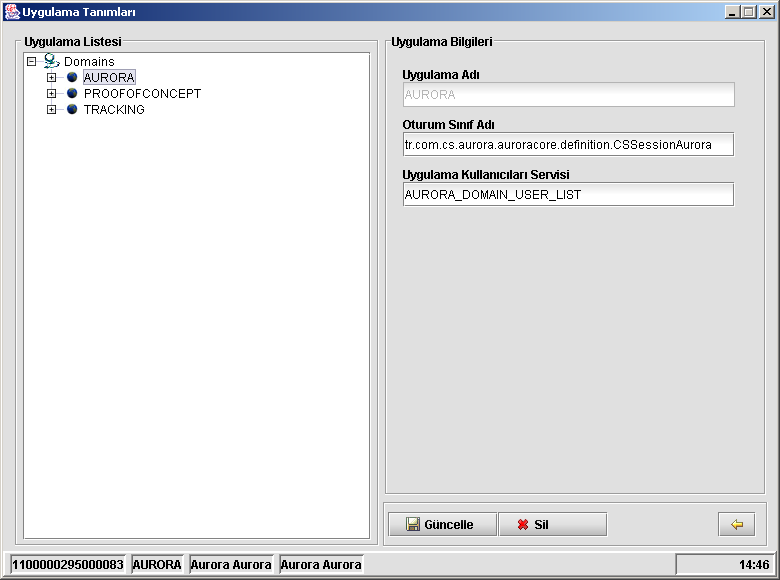 Uygulama Tanımları
Uygulama Listesi
Domains
AURORA
PROOFOFCONCEPT
TRACKING
Uygulama Bilgileri
Uygulama Adı
AURORA
Oturum Sınıf Adı
tr.com.cs.aurora.auroracore.definition.CSSessionAurora
Uygulama Kullanıcıları Servisi
AURORA_DOMAIN_USER_LIST
Güncelle
Sil
1100000295000083
AURORA
Aurora Aurora
Aurora Aurora
14:46